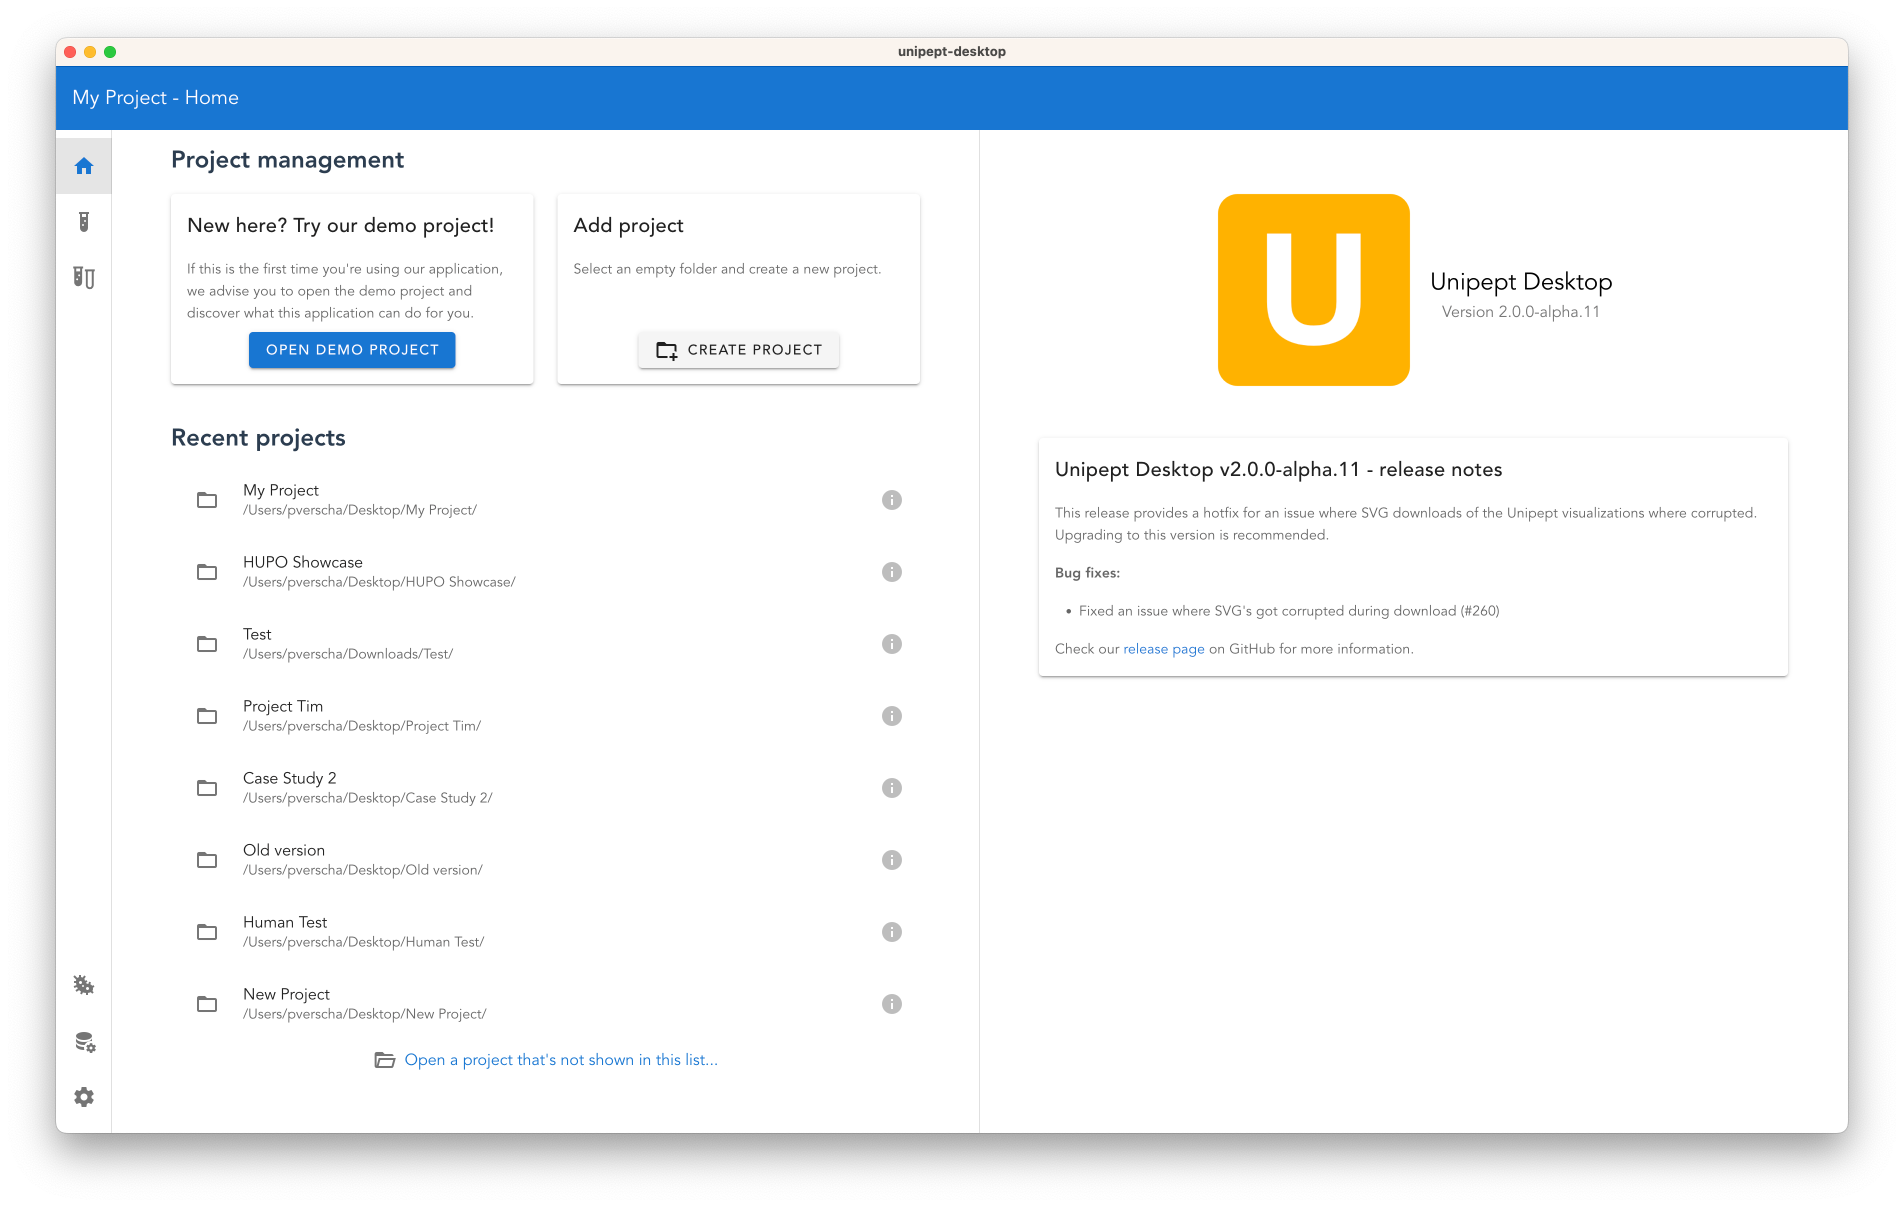 unipept-desktop
My Project - Home
Project management
New here? Try our demo project!
If this is the first time you're using our application,
we advise you to open the demo project and
discover what this application can do for you.
OPEN DEMO PROJECT
Add project
Select an empty folder and create a new project.
CREATE PROJECT
Recent projects
My Project
/Users/pverscha/Desktop/My Project/
HUPO Showcase
/Users/pverscha/Desktop/HUPO Showcase/
Test
/Users/pverscha/Downloads/Test/
Project Tim
/Users/pverscha/Desktop/Project Tim/
Case Study 2
/Users/pverscha/Desktop/Case Study 2/
Old version
/Users/pverscha/Desktop/Old version/
Human Test
/Users/pverscha/Desktop/Human Test/
New Project
/Users/pverscha/Desktop/New Project/
Open a project that's not shown in this list...
U
Unipept Desktop
Version 2.0.0-alpha.11
Unipept Desktop v2.0.0-alpha.11 - release notes
This release provides a hotfix for an issue where SVG downloads of the Unipept visualizations where corrupted.
Upgrading to this version is recommended.
Bug fixes:
• Fixed an issue where SVG's got corrupted during download (#260)
Check our release page on GitHub for more information.